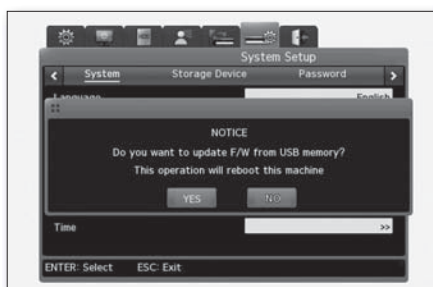 System Setup
System Storage Device Password
Language English
NOTICE
Do you want to update F/W from USB memory?
This operation will reboot this machine
YES NO
Time >>
ENTER: Select ESC: Exit